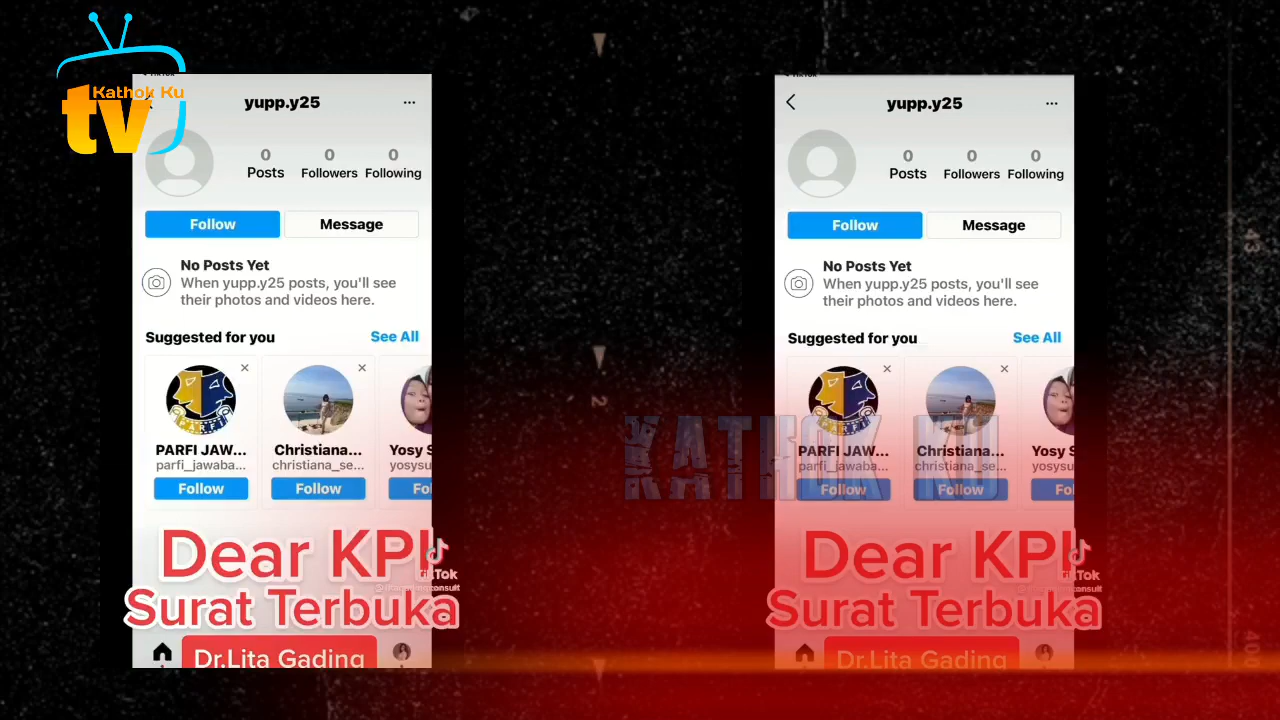 Kathok Ku
tv
yupp.y25
0 0 0
Posts Followers Following
Follow Message
No Posts Yet
When yupp.y25 posts, you'll see
their photos and videos here.
Suggested for you See All
PARFI
PARFI JAW... Christiana...
parfi_jawaba... christiana_se...
Follow Follow
Dear KPI
TikTok
Surat Terbuka
Dr.Lita Gading
yupp.y25
0 0 0
Posts Followers Following
Follow Message
No Posts Yet
When yupp.y25 posts, you'll see
their photos and videos here.
Suggested for you See All
PARFI
PARFI JAW... Christiana...
parfi_jawaba... christiana_se...
Follow Follow
KATHOK KU
Dear KPI
TikTok
Surat Terbuka
Dr.Lita Gading